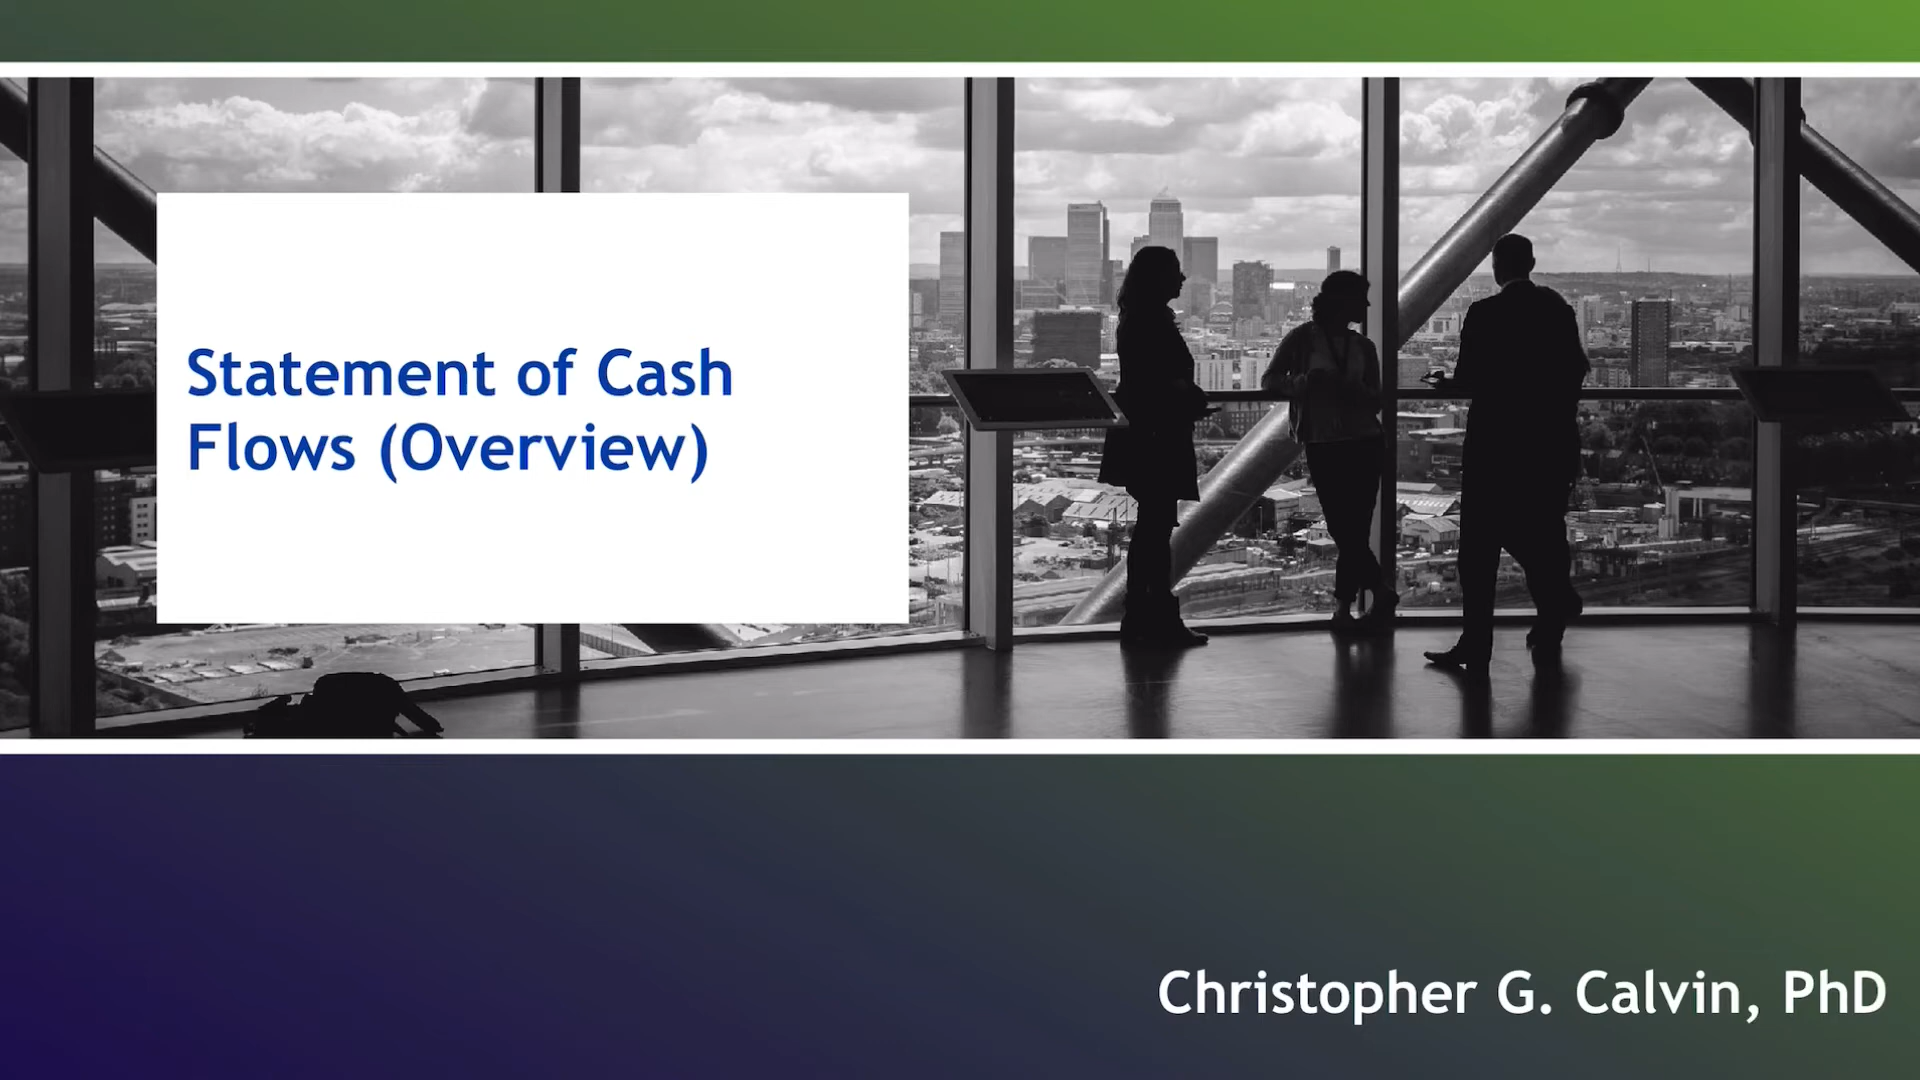 Statement of Cash
Flows (Overview)
Christopher G. Calvin, PhD